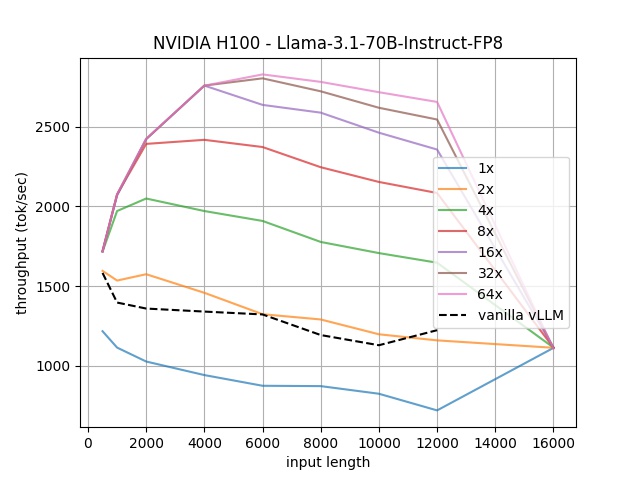 NVIDIA H100 - Llama-3.1-70B-Instruct-FP8
throughput (tok/sec)
2500
2000
1500
1000
1x
2x
4x
8x
16x
32x
64x
vanilla vLLM
0 2000 4000 6000 8000 10000 12000 14000 16000
input length